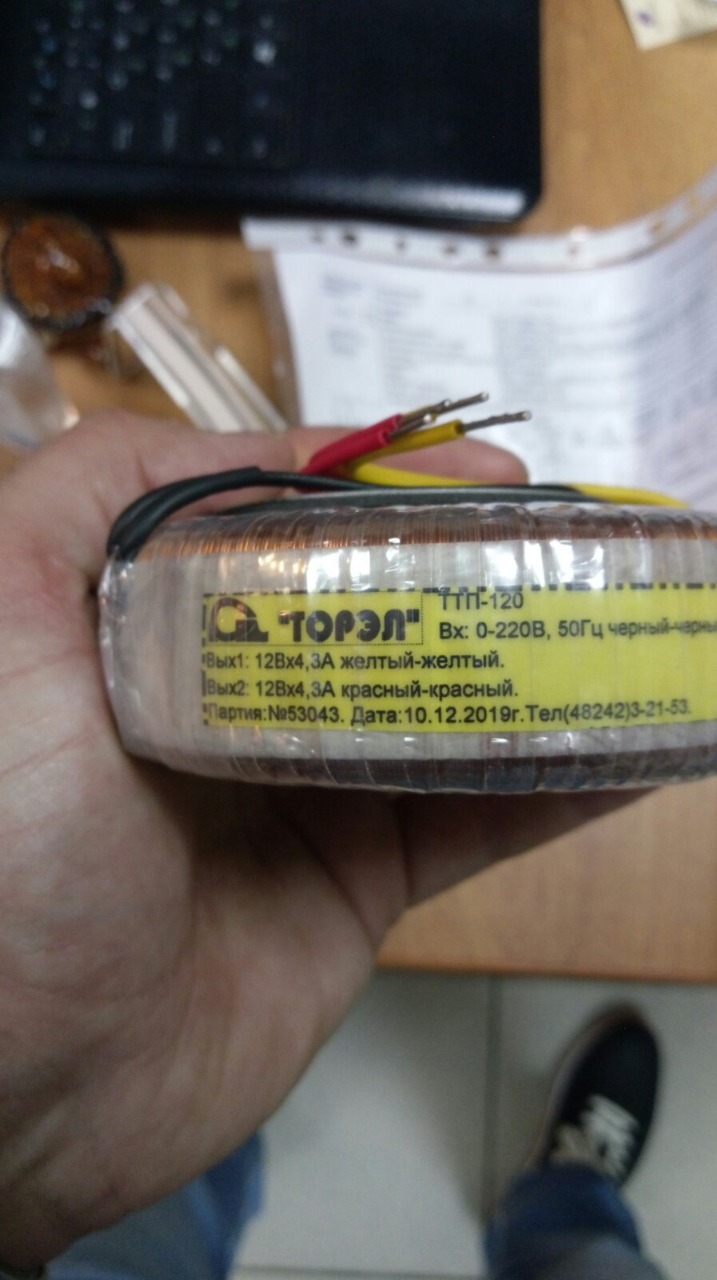 "ТОРЭЛ"
ТТП-120
Вх: 0-220В, 50Гц черный-черны
Вых1: 12Вх4,3А желтый-желтый.
Вых2: 12Вх4,3А красный-красный.
Партия:№53043. Дата:10.12.2019г.Тел(48242)3-21-53.